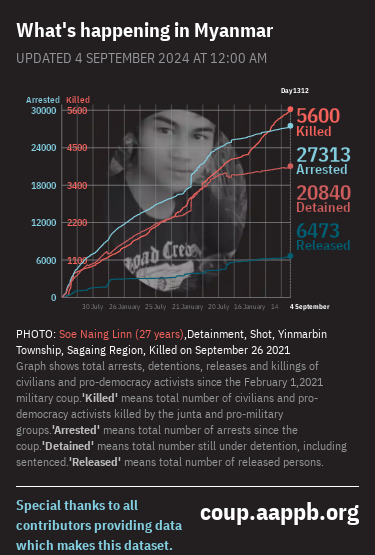 What's happening in Myanmar
UPDATED 4 SEPTEMBER 2024 AT 12:00 AM
Day1312
Arrested Killed
30000 5600
24000 4500
18000 3400
12000 2200
6000 1100
0
5600
Killed
27313
Arrested
20840
Detained
6473
Released
Road Crew
30 July 26 January 25 July 21 January 20 July 16 January 14 4 September
PHOTO: Soe Naing Linn (27 years),Detainment, Shot, Yinmarbin
Township, Sagaing Region, Killed on September 26 2021
Graph shows total arrests, detentions, releases and killings of
civilians and pro-democracy activists since the February 1,2021
military coup.'Killed' means total number of civilians and pro-
democracy activists killed by the junta and pro-military
groups.'Arrested' means total number of arrests since the
coup.'Detained' means total number still under detention, including
sentenced.'Released' means total number of released persons.
Special thanks to all
contributors providing data
which makes this dataset.
coup.aappb.org